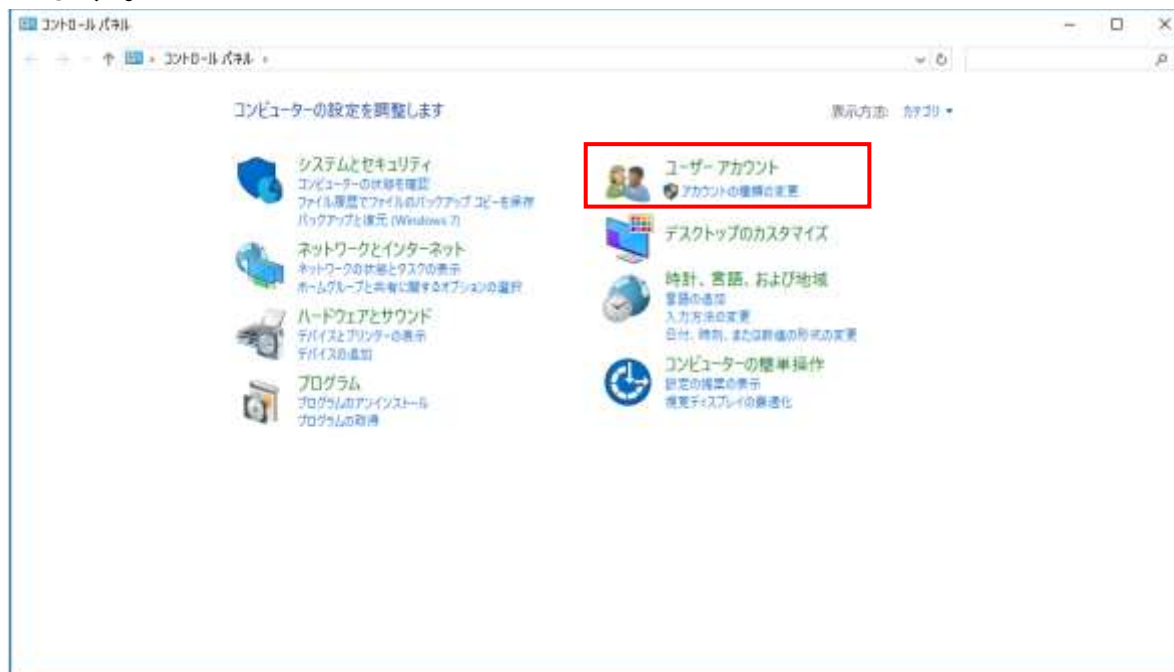 コントロール パネル
コントロール パネル
コンピューターの設定を調整します
表示方法: カテゴリ
システムとセキュリティ
コンピューターの状態を確認
ファイル履歴でファイルのバックアップ コピーを保存
バックアップと復元 (Windows 7)
ネットワークとインターネット
ネットワークの状態とタスクの表示
ホームグループと共有に関するオプションの選択
ハードウェアとサウンド
デバイスとプリンターの表示
デバイスの追加
プログラム
プログラムのアンインストール
プログラムの取得
ユーザー アカウント
アカウントの種類の変更
デスクトップのカスタマイズ
時計、言語、および地域
言語の追加
入力方法の変更
日付、時刻、または数値の形式の変更
コンピューターの簡単操作
設定の提案の表示
視覚ディスプレイの最適化